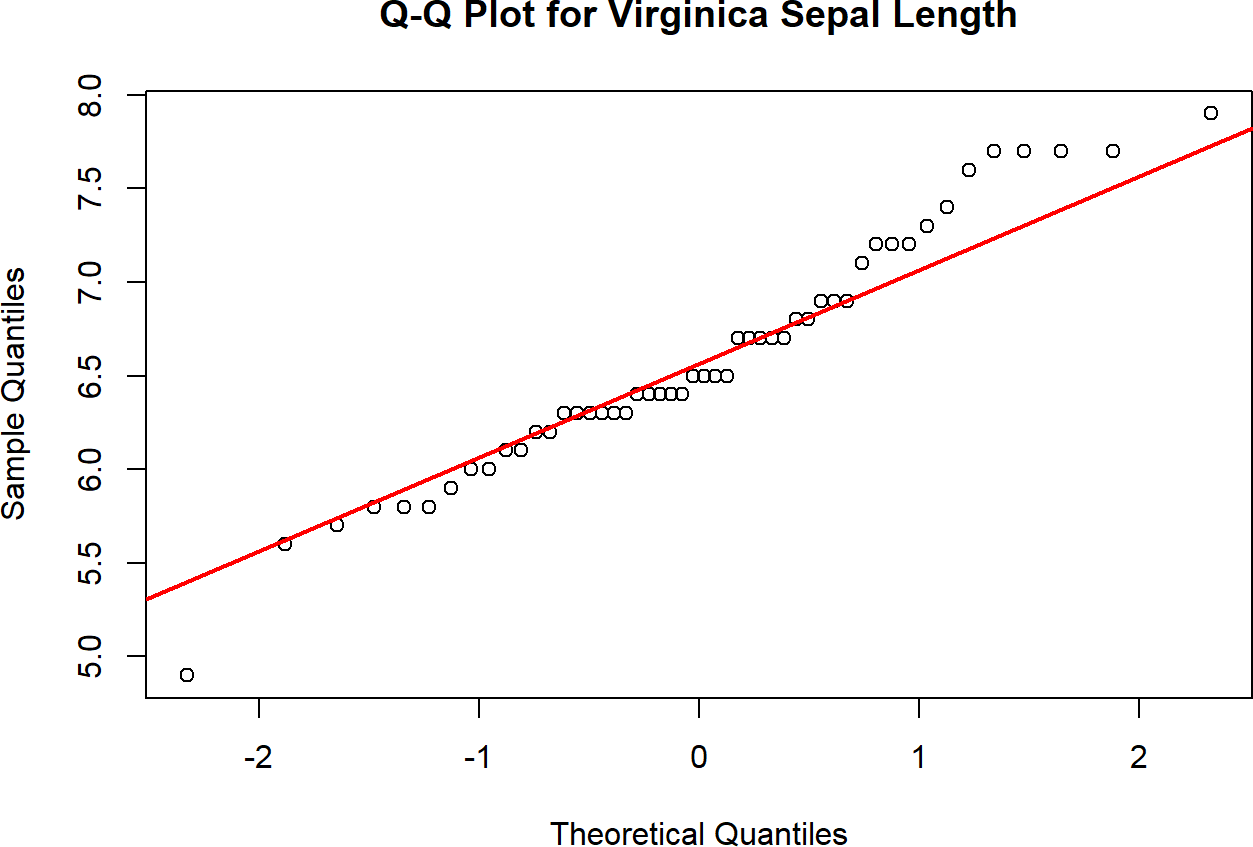 Q-Q Plot for Virginica Sepal Length
Sample Quantiles
8.0
7.5
7.0
6.5
6.0
5.5
5.0
-2 -1 0 1 2
Theoretical Quantiles